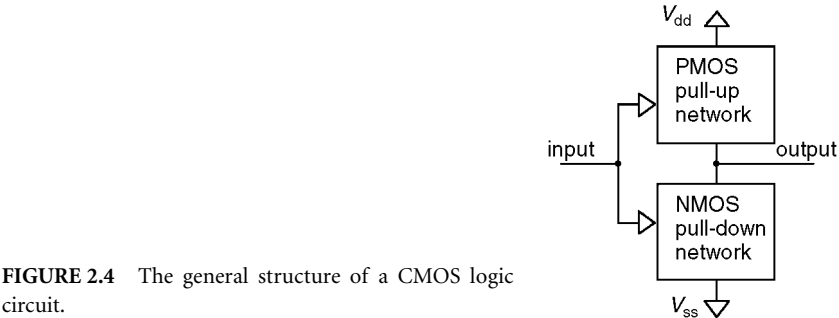 V_dd
PMOS
pull-up
network
input
output
NMOS
pull-down
network
V_ss
FIGURE 2.4 The general structure of a CMOS logic
circuit.